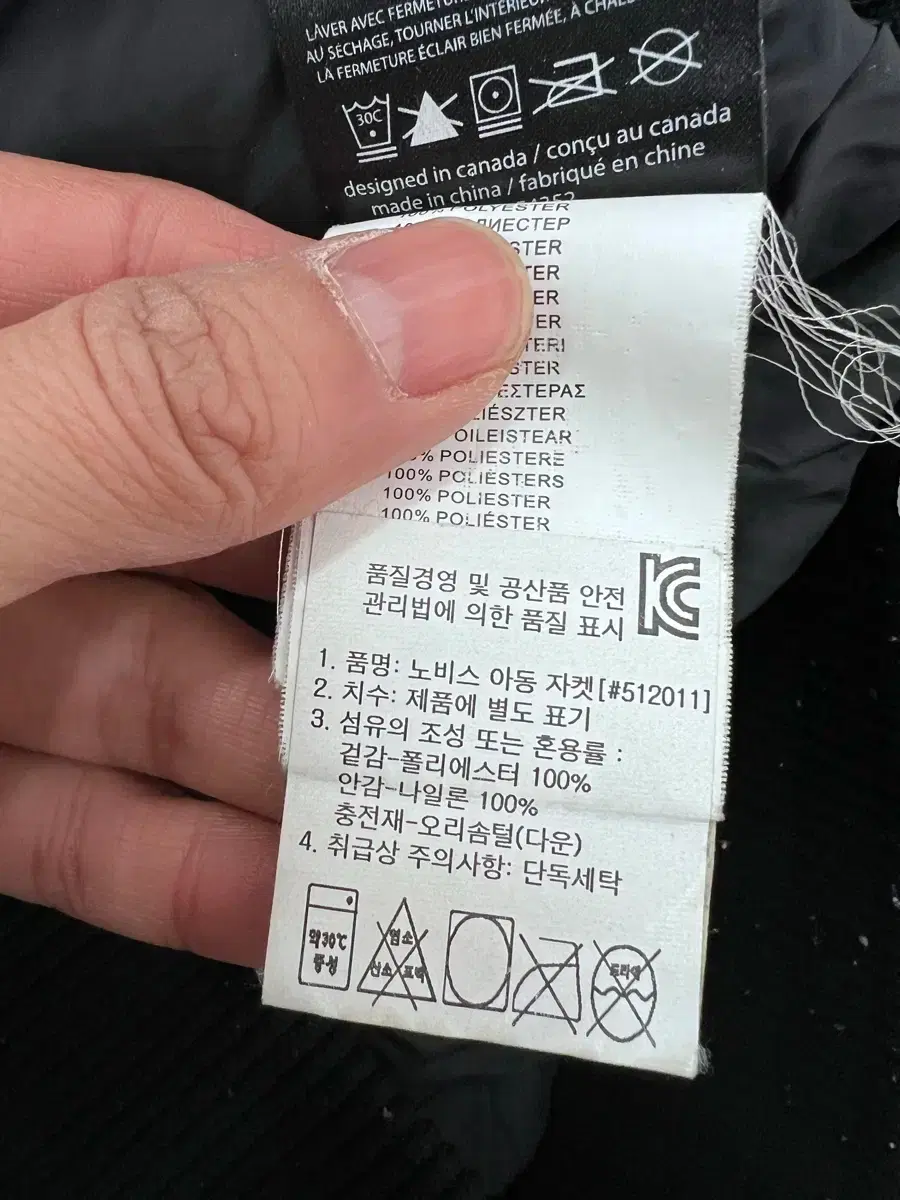 LAVER AVEC FERMETURE
AU SÉCHAGE, TOURNER L'INTÉRIEUR
LA FERMETURE ÉCLAIR BIEN FERMÉE, À
30C
designed in canada / conçu au canada
made in china / fabriqué en chine
100% POLYESTER
ΕΣΤΕΡΑΣ
OILEISTEAR
% POLIESTERE
100% POLIÈSTERS
100% POLIESTER
100% POLIÉSTER
품질경영 및 공산품 안전
관리법에 의한 품질 표시
1. 품명: 노비스 아동 자켓[#512011]
2. 치수: 제품에 별도 표기
3. 섬유의 조성 또는 혼용률 :
겉감-폴리에스터 100%
안감-나일론 100%
충전재-오리솜털(다운)
4. 취급상 주의사항: 단독세탁
약30℃
중성
염소
산소 표백
드라이